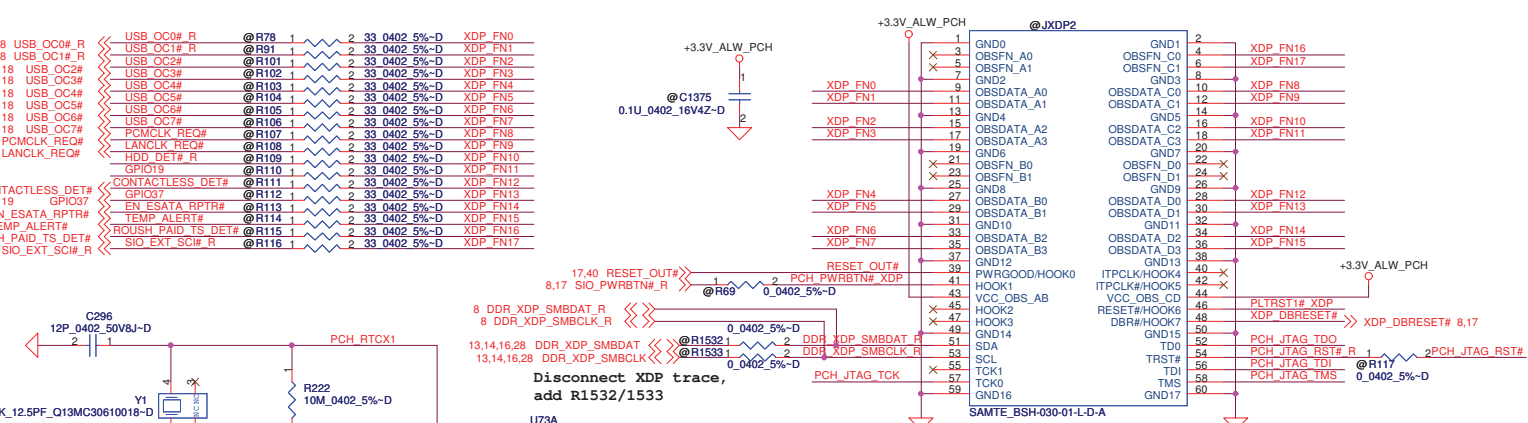 8 USB_OC0#_R USB_OC0#_R @R78 1 2 33_0402_5%~D XDP_FN0
8 USB_OC1#_R USB_OC1#_R @R91 1 2 33_0402_5%~D XDP_FN1
18 USB_OC2# USB_OC2# @R101 1 2 33_0402_5%~D XDP_FN2
18 USB_OC3# USB_OC3# @R102 1 2 33_0402_5%~D XDP_FN3
18 USB_OC4# USB_OC4# @R103 1 2 33_0402_5%~D XDP_FN4
18 USB_OC5# USB_OC5# @R104 1 2 33_0402_5%~D XDP_FN5
18 USB_OC6# USB_OC6# @R105 1 2 33_0402_5%~D XDP_FN6
18 USB_OC7# USB_OC7# @R106 1 2 33_0402_5%~D XDP_FN7
PCMCLK_REQ# PCMCLK_REQ# @R107 1 2 33_0402_5%~D XDP_FN8
LANCLK_REQ# LANCLK_REQ# @R108 1 2 33_0402_5%~D XDP_FN9
HDD_DET#_R @R109 1 2 33_0402_5%~D XDP_FN10
GPIO19 @R110 1 2 33_0402_5%~D XDP_FN11
NTACTLESS_DET# CONTACTLESS_DET# @R111 1 2 33_0402_5%~D XDP_FN12
19 GPIO37 GPIO37 @R112 1 2 33_0402_5%~D XDP_FN13
EN_ESATA_RPTR# EN_ESATA_RPTR# @R113 1 2 33_0402_5%~D XDP_FN14
EMP_ALERT# TEMP_ALERT# @R114 1 2 33_0402_5%~D XDP_FN15
H_PAID_TS_DET# ROUSH_PAID_TS_DET# @R115 1 2 33_0402_5%~D XDP_FN16
SIO_EXT_SCI#_R SIO_EXT_SCI#_R @R116 1 2 33_0402_5%~D XDP_FN17
+3.3V_ALW_PCH
1
@C1375
0.1U_0402_16V4Z~D
2
+3.3V_ALW_PCH @JXDP2
1 GND0 GND1 2
3 OBSFN_A0 OBSFN_C0 4 XDP_FN16
5 OBSFN_A1 OBSFN_C1 6 XDP_FN17
7 GND2 GND3 8
XDP_FN0 9 OBSDATA_A0 OBSDATA_C0 10 XDP_FN8
XDP_FN1 11 OBSDATA_A1 OBSDATA_C1 12 XDP_FN9
13 GND4 GND5 14
XDP_FN2 15 OBSDATA_A2 OBSDATA_C2 16 XDP_FN10
XDP_FN3 17 OBSDATA_A3 OBSDATA_C3 18 XDP_FN11
19 GND6 GND7 20
21 OBSFN_B0 OBSFN_D0 22
23 OBSFN_B1 OBSFN_D1 24
25 GND8 GND9 26
XDP_FN4 27 OBSDATA_B0 OBSDATA_D0 28 XDP_FN12
XDP_FN5 29 OBSDATA_B1 OBSDATA_D1 30 XDP_FN13
31 GND10 GND11 32
XDP_FN6 33 OBSDATA_B2 OBSDATA_D2 34 XDP_FN14
XDP_FN7 35 OBSDATA_B3 OBSDATA_D3 36 XDP_FN15
37 GND12 GND13 38
17,40 RESET_OUT# RESET_OUT# 39 PWRGOOD/HOOK0 ITPCLK/HOOK4 40
8,17 SIO_PWRBTN#_R @R69 1 2 0_0402_5%~D PCH_PWRBTN#_XDP 41 HOOK1 ITPCLK#/HOOK5 42
+3.3V_ALW_PCH
43 VCC_OBS_AB VCC_OBS_CD 44
8 DDR_XDP_SMBDAT_R 45 HOOK2 RESET#/HOOK6 46 PLTRST1#_XDP
8 DDR_XDP_SMBCLK_R 47 HOOK3 DBR#/HOOK7 48 XDP_DBRESET# XDP_DBRESET# 8,17
49 GND14 GND15 50
13,14,16,28 DDR_XDP_SMBDAT @R1532 1 2 0_0402_5%~D DDR_XDP_SMBDAT_R 51 SDA TD0 52 PCH_JTAG_TDO
13,14,16,28 DDR_XDP_SMBCLK @R1533 1 2 0_0402_5%~D DDR_XDP_SMBCLK_R 53 SCL TRST# 54 PCH_JTAG_RST#_R 1 2 PCH_JTAG_RST#
@R117
0_0402_5%~D
55 TCK1 TDI 56 PCH_JTAG_TDI
PCH_JTAG_TCK 57 TCK0 TMS 58 PCH_JTAG_TMS
59 GND16 GND17 60
SAMTE_BSH-030-01-L-D-A
Disconnect XDP trace,
add R1532/1533
U73A
C296
12P_0402_50V8J~D
2 1
PCH_RTCX1
4 3
NC NC
Y1
K_12.5PF_Q13MC30610018~D
1
R222
10M_0402_5%~D